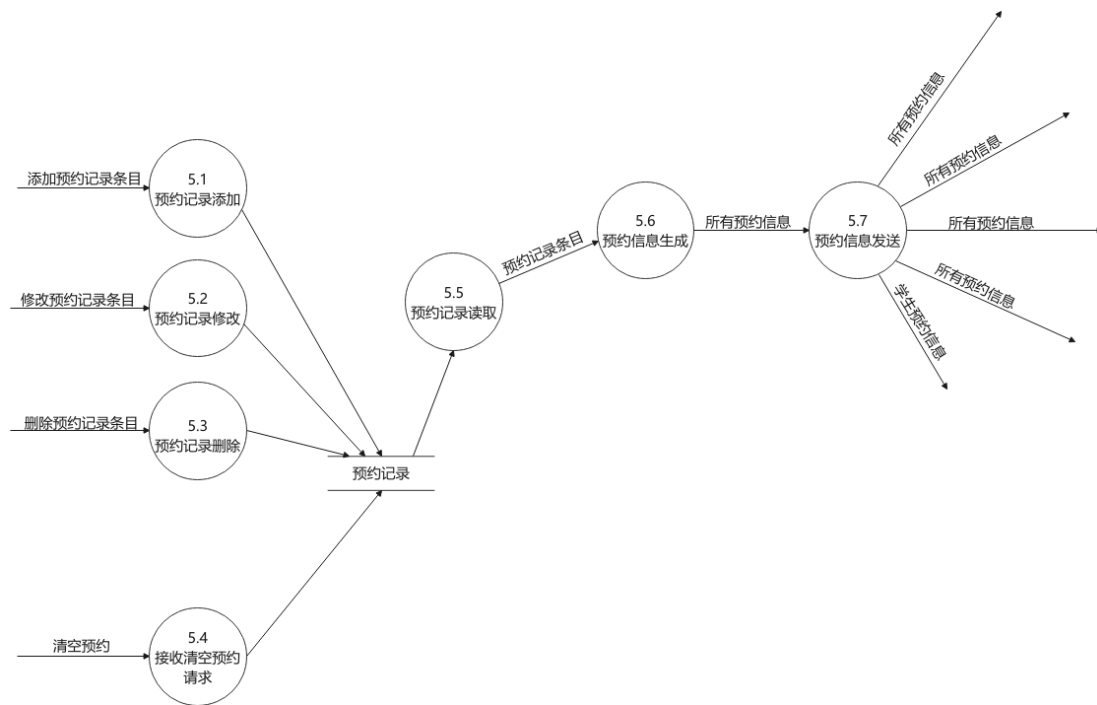 所有预约信息
所有预约信息
添加预约记录条目
5.1
预约记录添加
5.6
预约信息生成
所有预约信息
5.7
预约信息发送
所有预约信息
预约记录条目
所有预约信息
学生预约信息
修改预约记录条目
5.2
预约记录修改
5.5
预约记录读取
删除预约记录条目
5.3
预约记录删除
预约记录
清空预约
5.4
接收清空预约
请求